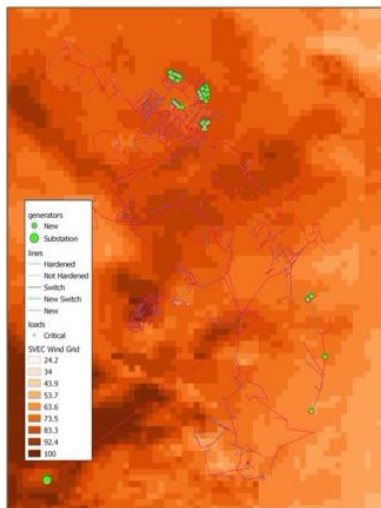 generators
New
Substation
lines
Hardened
Not Hardened
Switch
New Switch
New
loads
Critical
SVEC Wind Grid
24.2
34
43.9
53.7
63.6
73.5
83.3
92.4
100